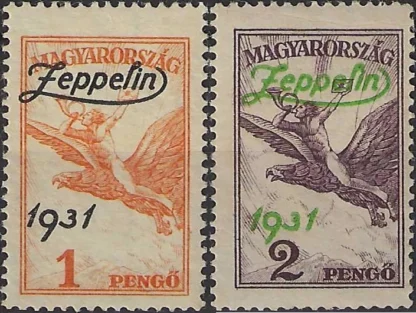 MAGYARORSZÁG
Zeppelin
1931
1 PENGŐ
MAGYARORSZÁG
Zeppelin
1931
2 PENGŐ